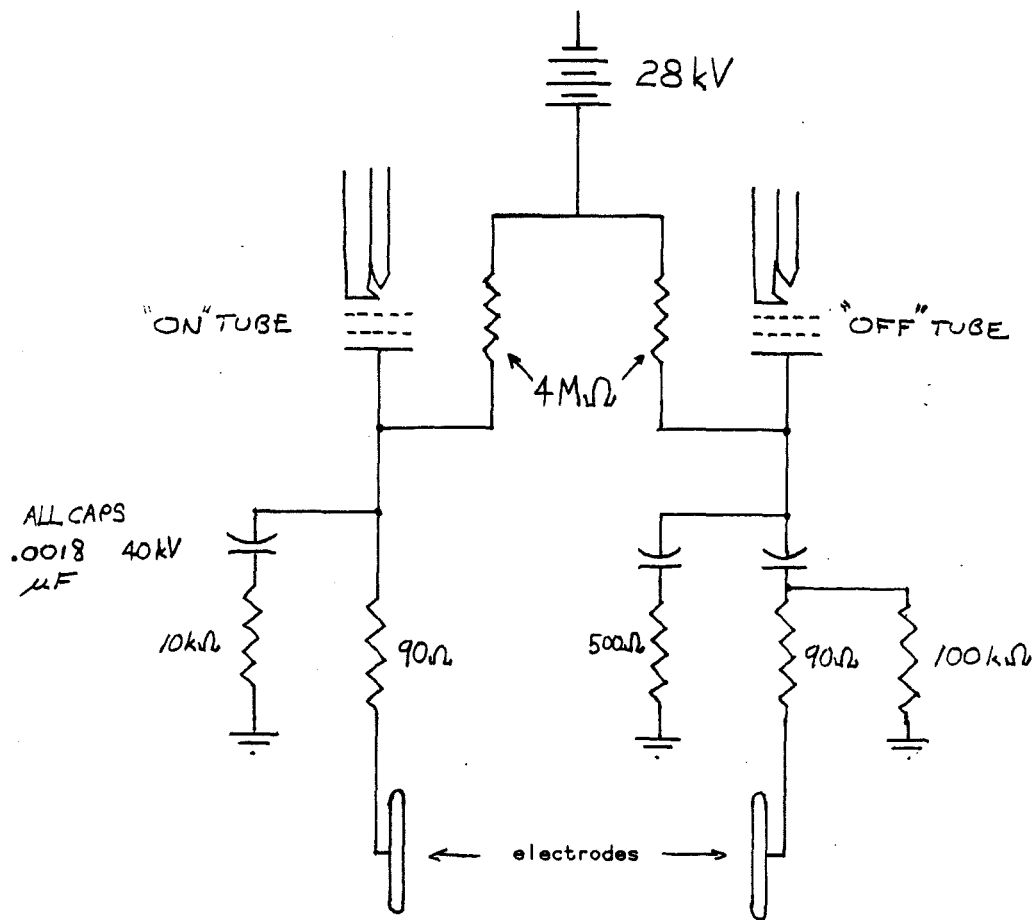 28kV
"ON" TUBE
"OFF" TUBE
4MΩ
ALL CAPS
.0018 40kV
μF
10kΩ
90Ω
500Ω
90Ω
100kΩ
electrodes